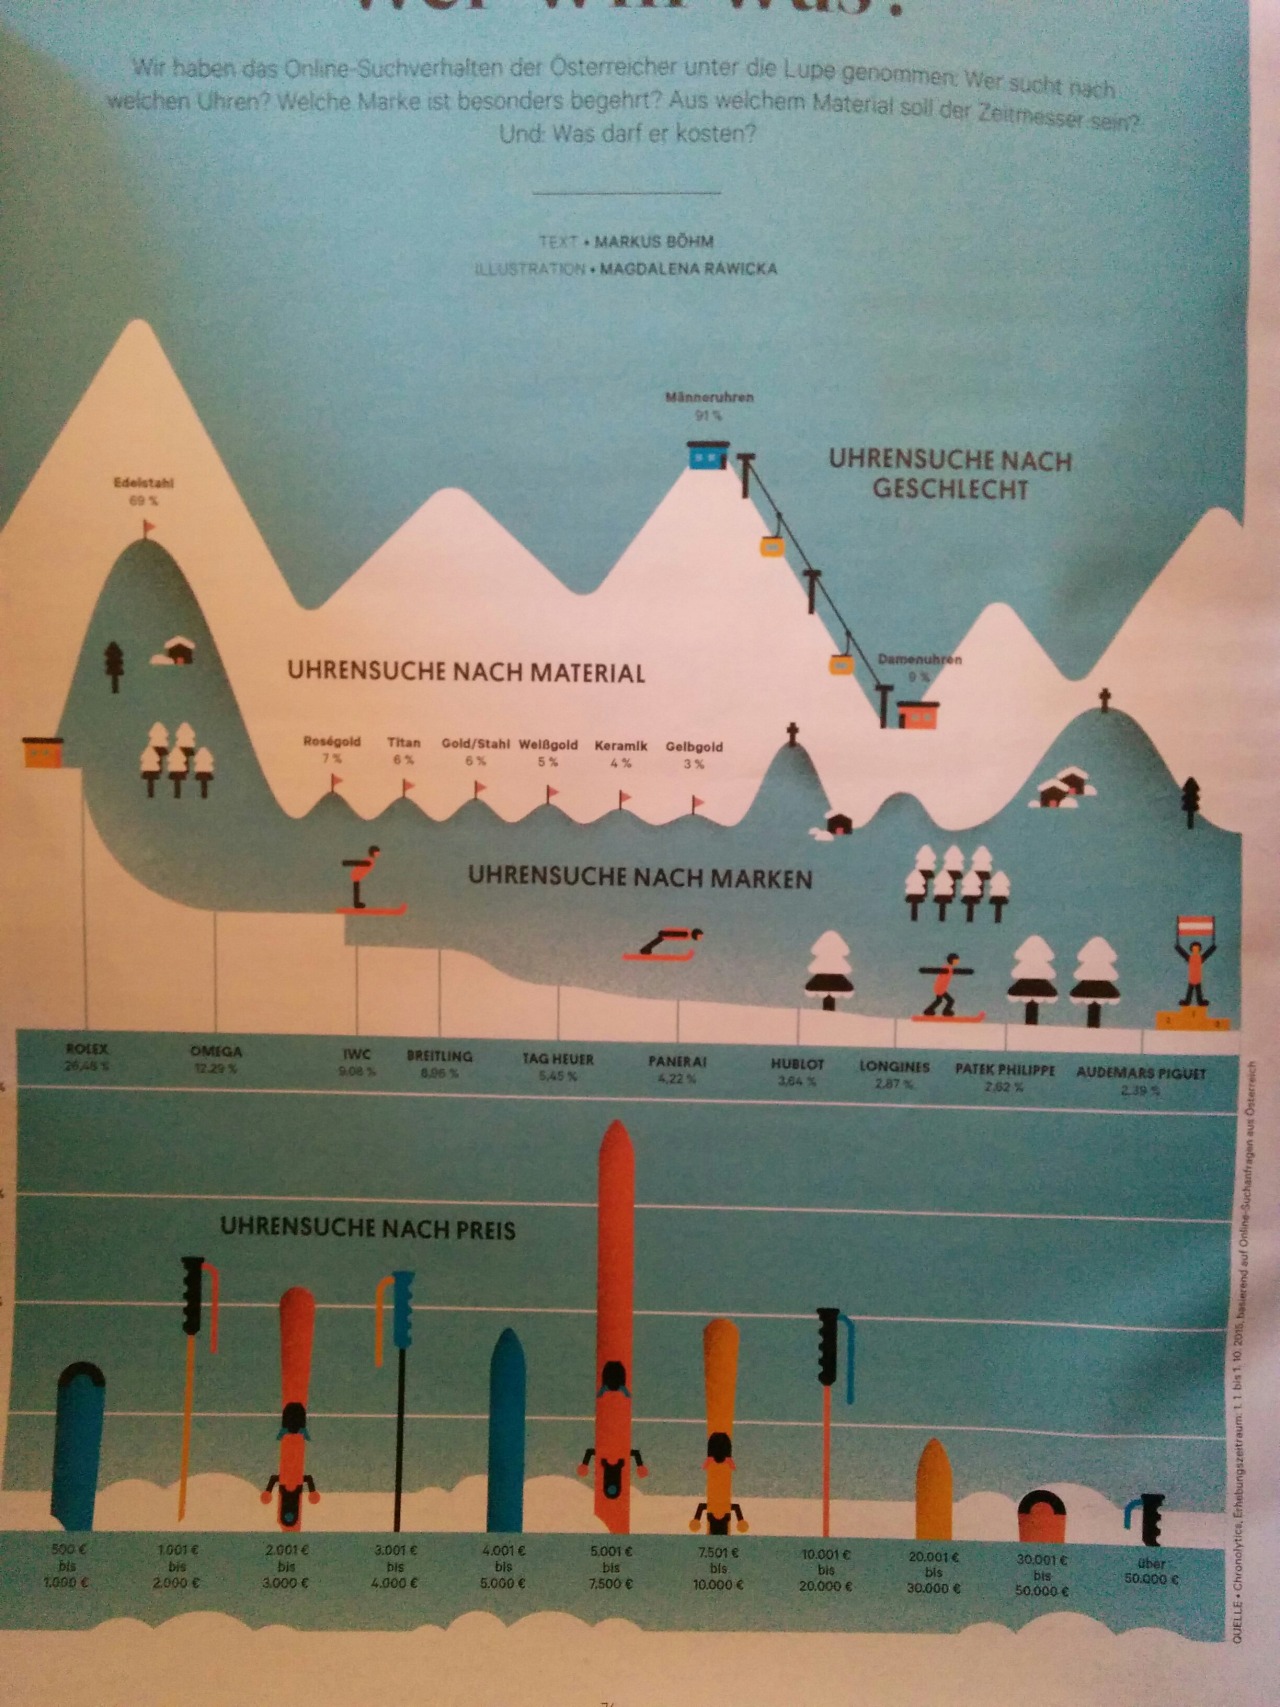 Wer will was?
Wir haben das Online-Suchverhalten der Österreicher unter die Lupe genommen: Wer sucht nach
welchen Uhren? Welche Marke ist besonders begehrt? Aus welchem Material soll der Zeitmesser sein?
Und: Was darf er kosten?
TEXT • MARKUS BÖHM
ILLUSTRATION • MAGDALENA RAWICKA
Männeruhren
91 %
UHRENSUCHE NACH
GESCHLECHT
Edelstahl
69 %
Damenuhren
9 %
UHRENSUCHE NACH MATERIAL
Roségold
7 %
Titan
6 %
Gold/Stahl
6 %
Weißgold
5 %
Keramik
4 %
Gelbgold
3 %
UHRENSUCHE NACH MARKEN
2
1
3
ROLEX
OMEGA
12.29 %
IWC
9.08 %
BREITLING
TAG HEUER
5,45 %
PANERAI
4,22 %
HUBLOT
3,64 %
LONGINES
2,87 %
PATEK PHILIPPE
2,62 %
AUDEMARS PIGUET
2,39 %
UHRENSUCHE NACH PREIS
500 €
bis
1.000 €
1.001 €
bis
2.000 €
2.001 €
bis
3.000 €
3.001 €
bis
4.000 €
4.001 €
bis
5.000 €
5.001 €
bis
7.500 €
7.501 €
bis
10.000 €
10.001 €
bis
20.000 €
20.001 €
bis
30.000 €
30.001 €
bis
50.000 €
über
50.000 €
QUELLE • Chronolytics, Erhebungszeitraum: 1. 1. bis 1. 10. 2015, basierend auf Online-Suchanfragen aus Österreich